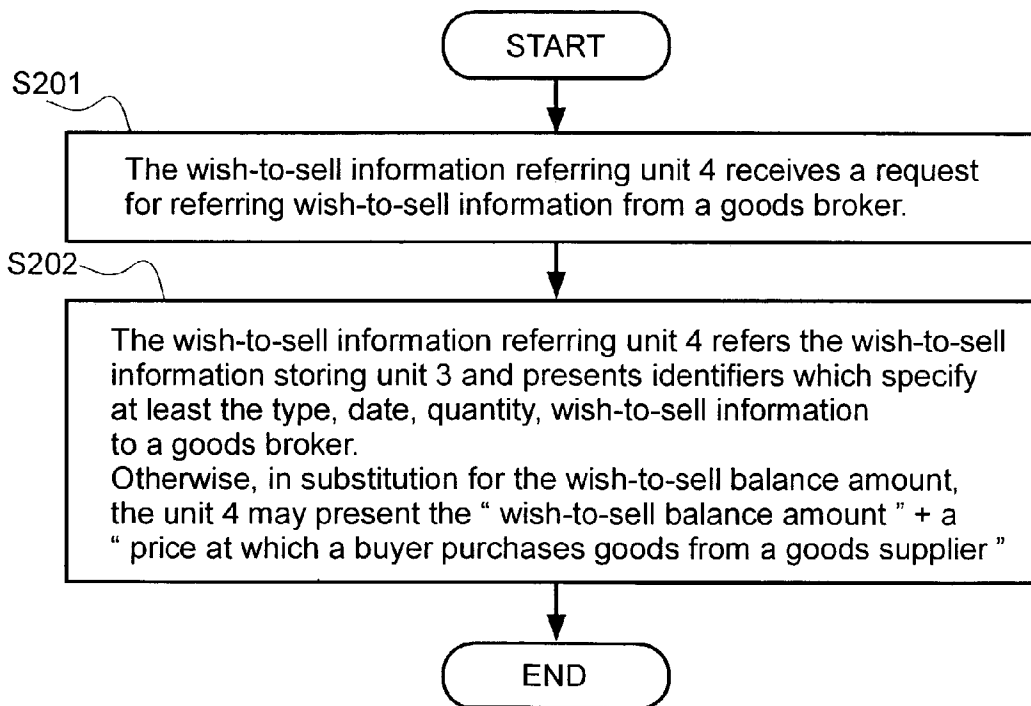 START
S201
The wish-to-sell information referring unit 4 receives a request
for referring wish-to-sell information from a goods broker.
S202
The wish-to-sell information referring unit 4 refers the wish-to-sell
information storing unit 3 and presents identifiers which specify
at least the type, date, quantity, wish-to-sell information
to a goods broker.
Otherwise, in substitution for the wish-to-sell balance amount,
the unit 4 may present the “ wish-to-sell balance amount ” + a
“ price at which a buyer purchases goods from a goods supplier ”
END